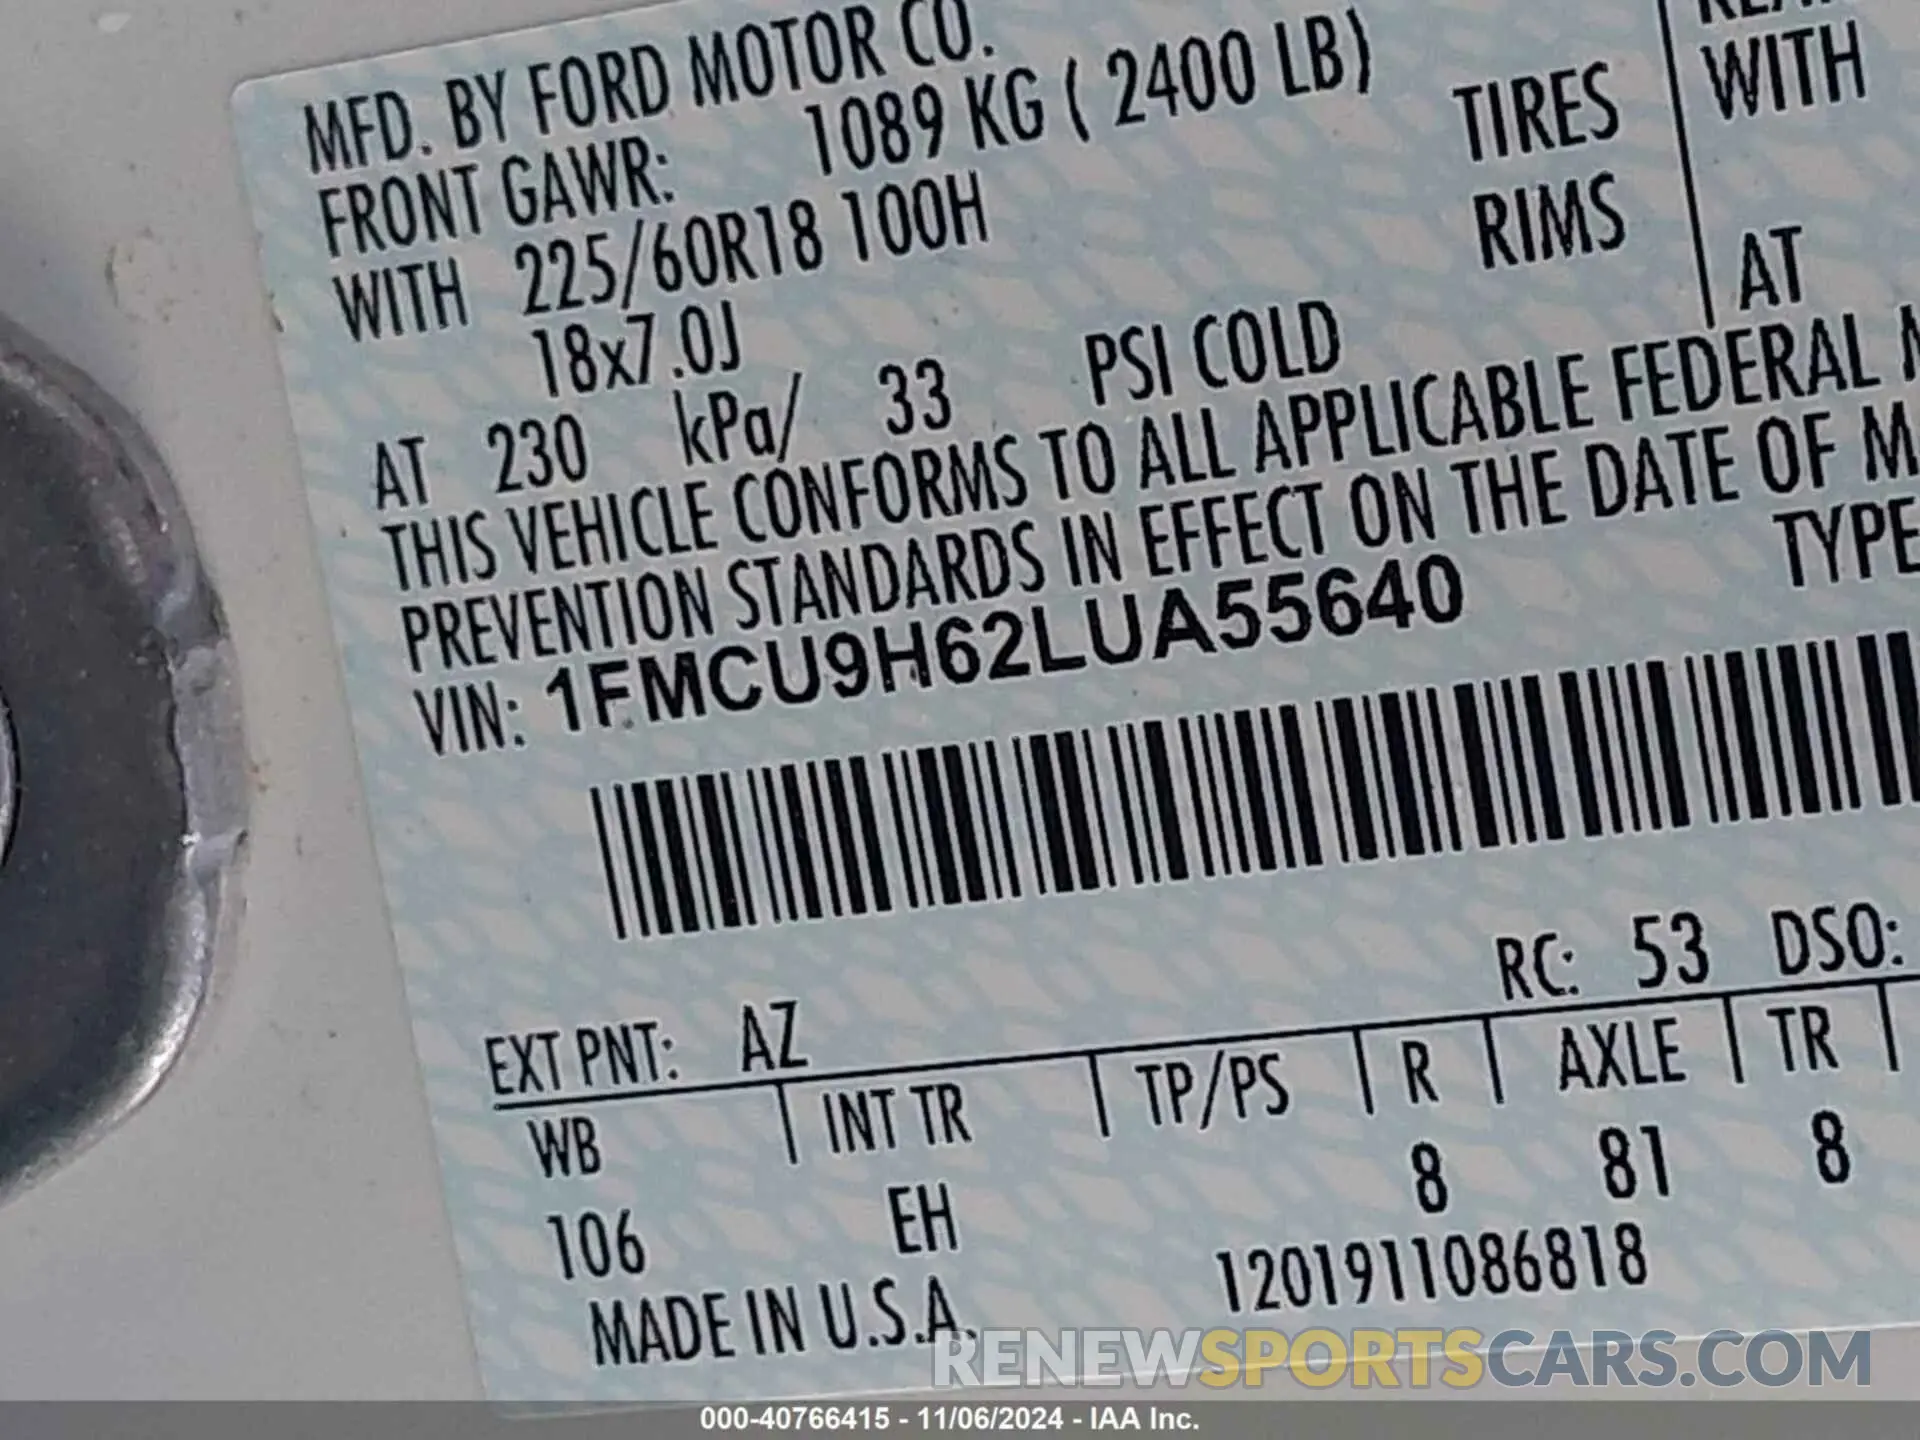 MFD. BY FORD MOTOR CO.
FRONT GAWR: 1089 KG ( 2400 LB)
WITH 225/60R18 100H TIRES
18x7.0J RIMS
AT 230 kPa/ 33 PSI COLD
WITH
AT
THIS VEHICLE CONFORMS TO ALL APPLICABLE FEDERAL
PREVENTION STANDARDS IN EFFECT ON THE DATE OF
VIN: 1FMCU9H62LUA55640 TYPE
RC: 53 DSO:
EXT PNT: AZ
WB INT TR TP/PS R AXLE TR
106 EH 8 81 8
MADE IN U.S.A. 1201911086818
RENEWSPORTSCARS.COM
000-40766415 - 11/06/2024 - IAA Inc.